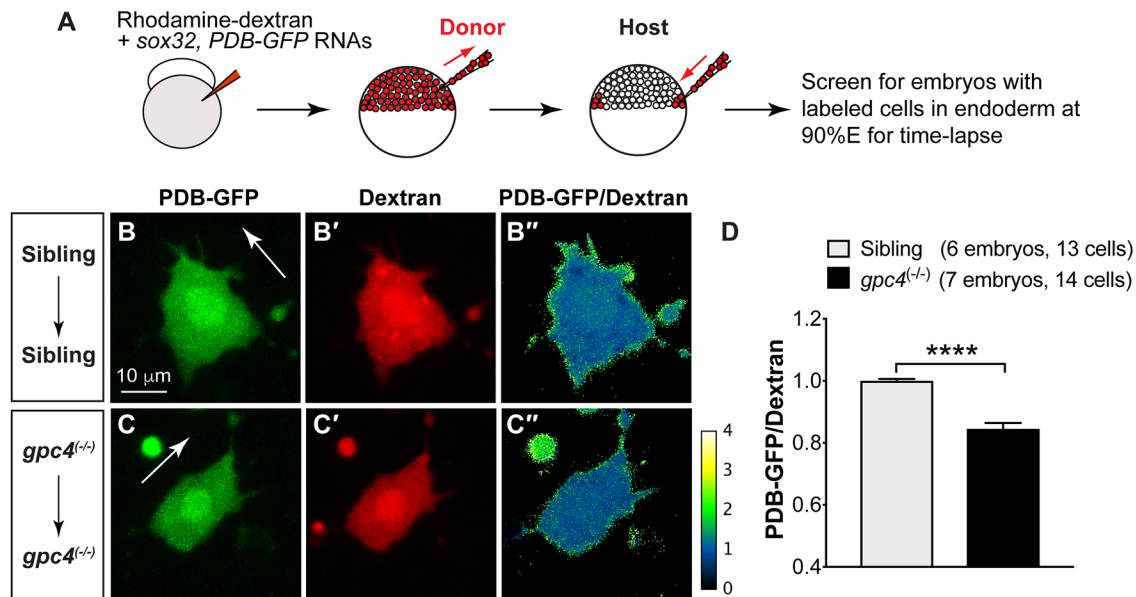 A
Rhodamine-dextran
+ sox32, PDB-GFP RNAs
Donor
Host
Screen for embryos with
labeled cells in endoderm at
90%E for time-lapse
PDB-GFP
Dextran
PDB-GFP/Dextran
Sibling
Sibling
B
B′
B″
10 μm
gpc4(-/-)
gpc4(-/-)
C
C′
C″
4
3
2
1
0
D
Sibling (6 embryos, 13 cells)
gpc4(-/-) (7 embryos, 14 cells)
PDB-GFP/Dextran
1.2
1.0
0.8
0.6
0.4
****